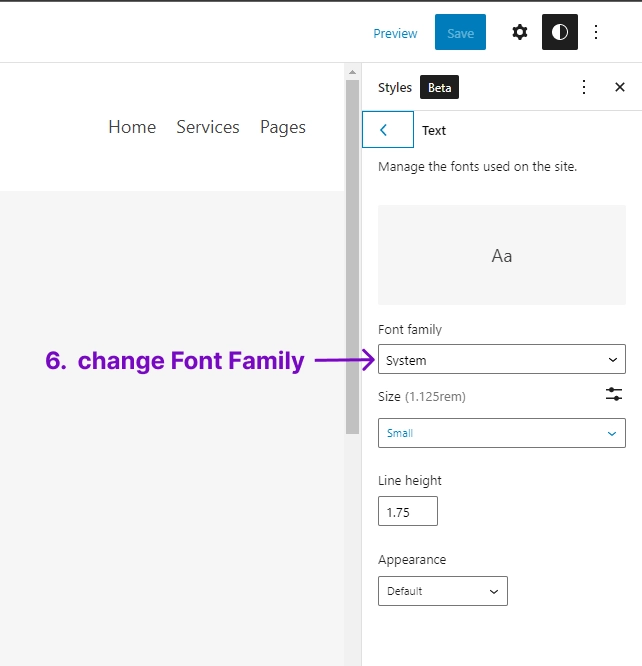 Preview Save
Styles Beta
Text
Home Services Pages
Manage the fonts used on the site.
Aa
Font family
6. change Font Family
System
Size (1.125rem)
Small
Line height
1.75
Appearance
Default